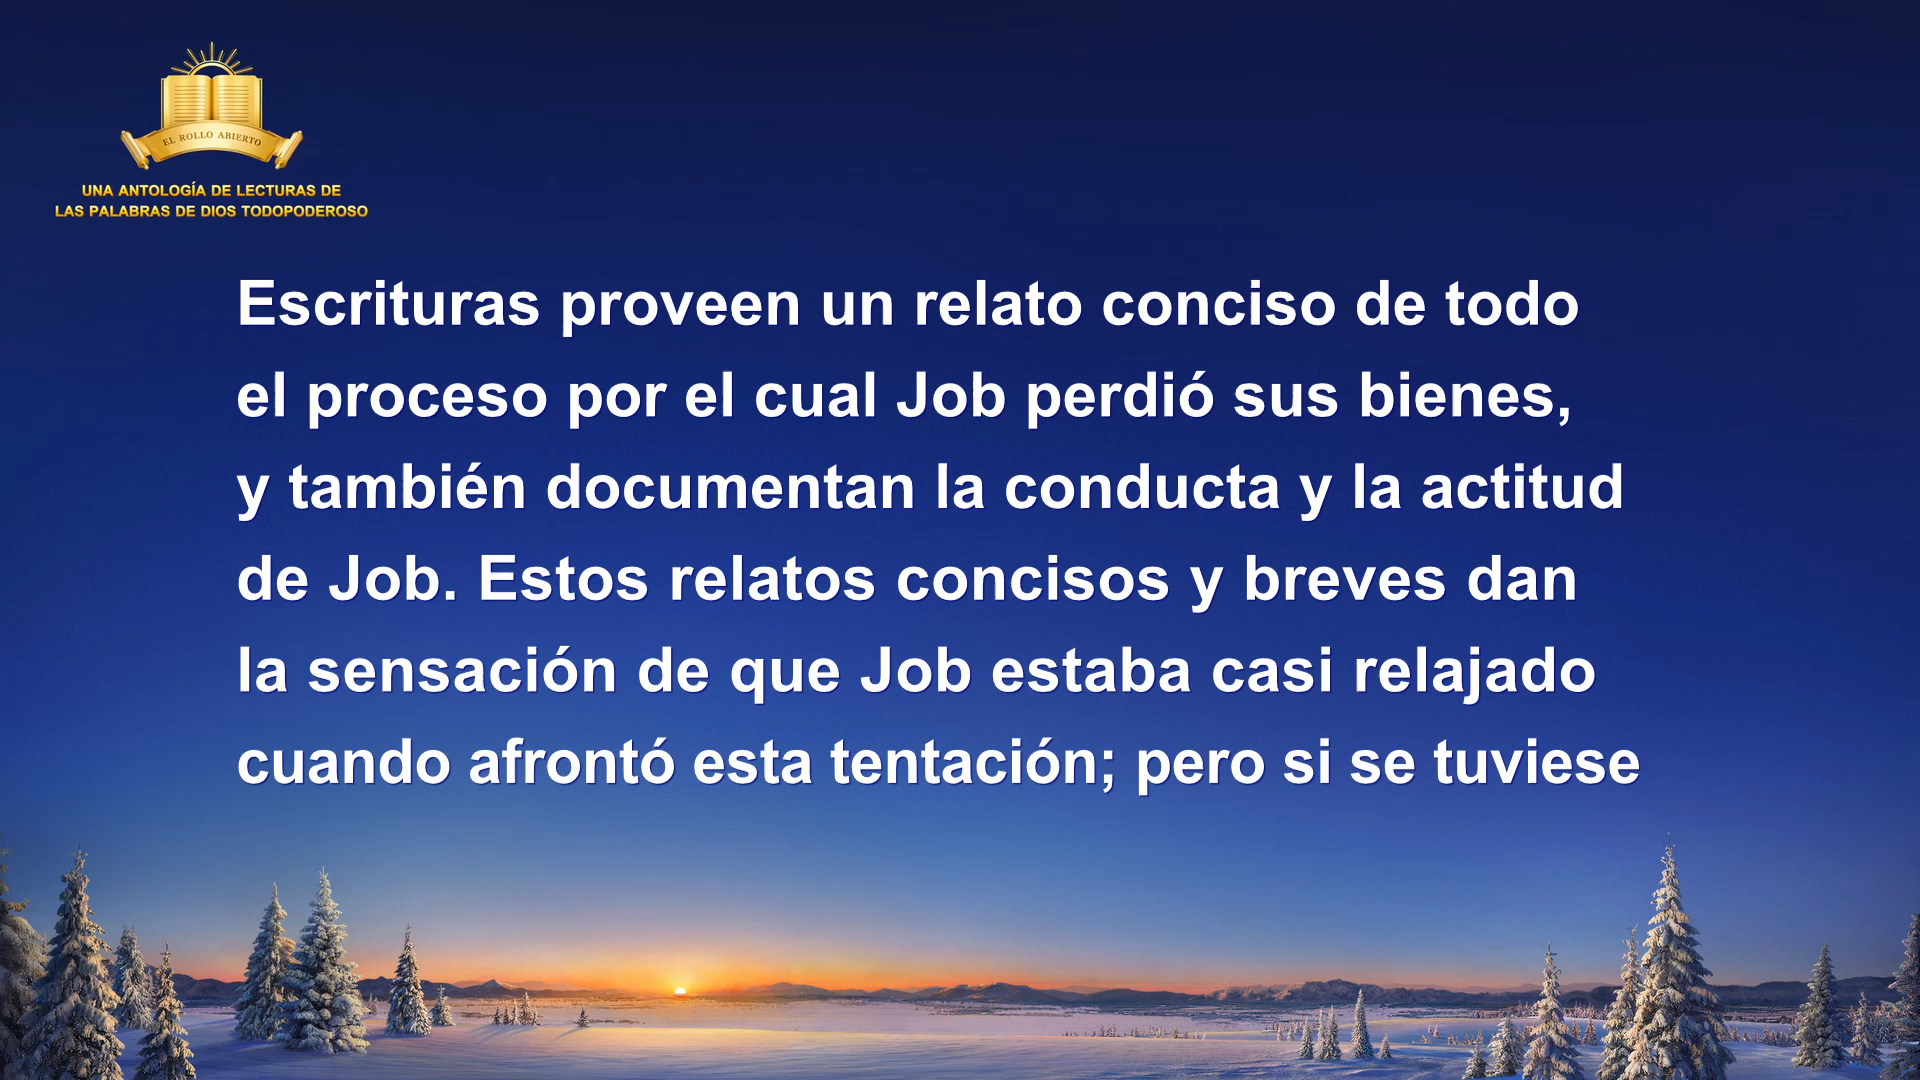 EL ROLLO ABIERTO
UNA ANTOLOGÍA DE LECTURAS DE
LAS PALABRAS DE DIOS TODOPODEROSO
Escrituras proveen un relato conciso de todo
el proceso por el cual Job perdió sus bienes,
y también documentan la conducta y la actitud
de Job. Estos relatos concisos y breves dan
la sensación de que Job estaba casi relajado
cuando afrontó esta tentación; pero si se tuviese